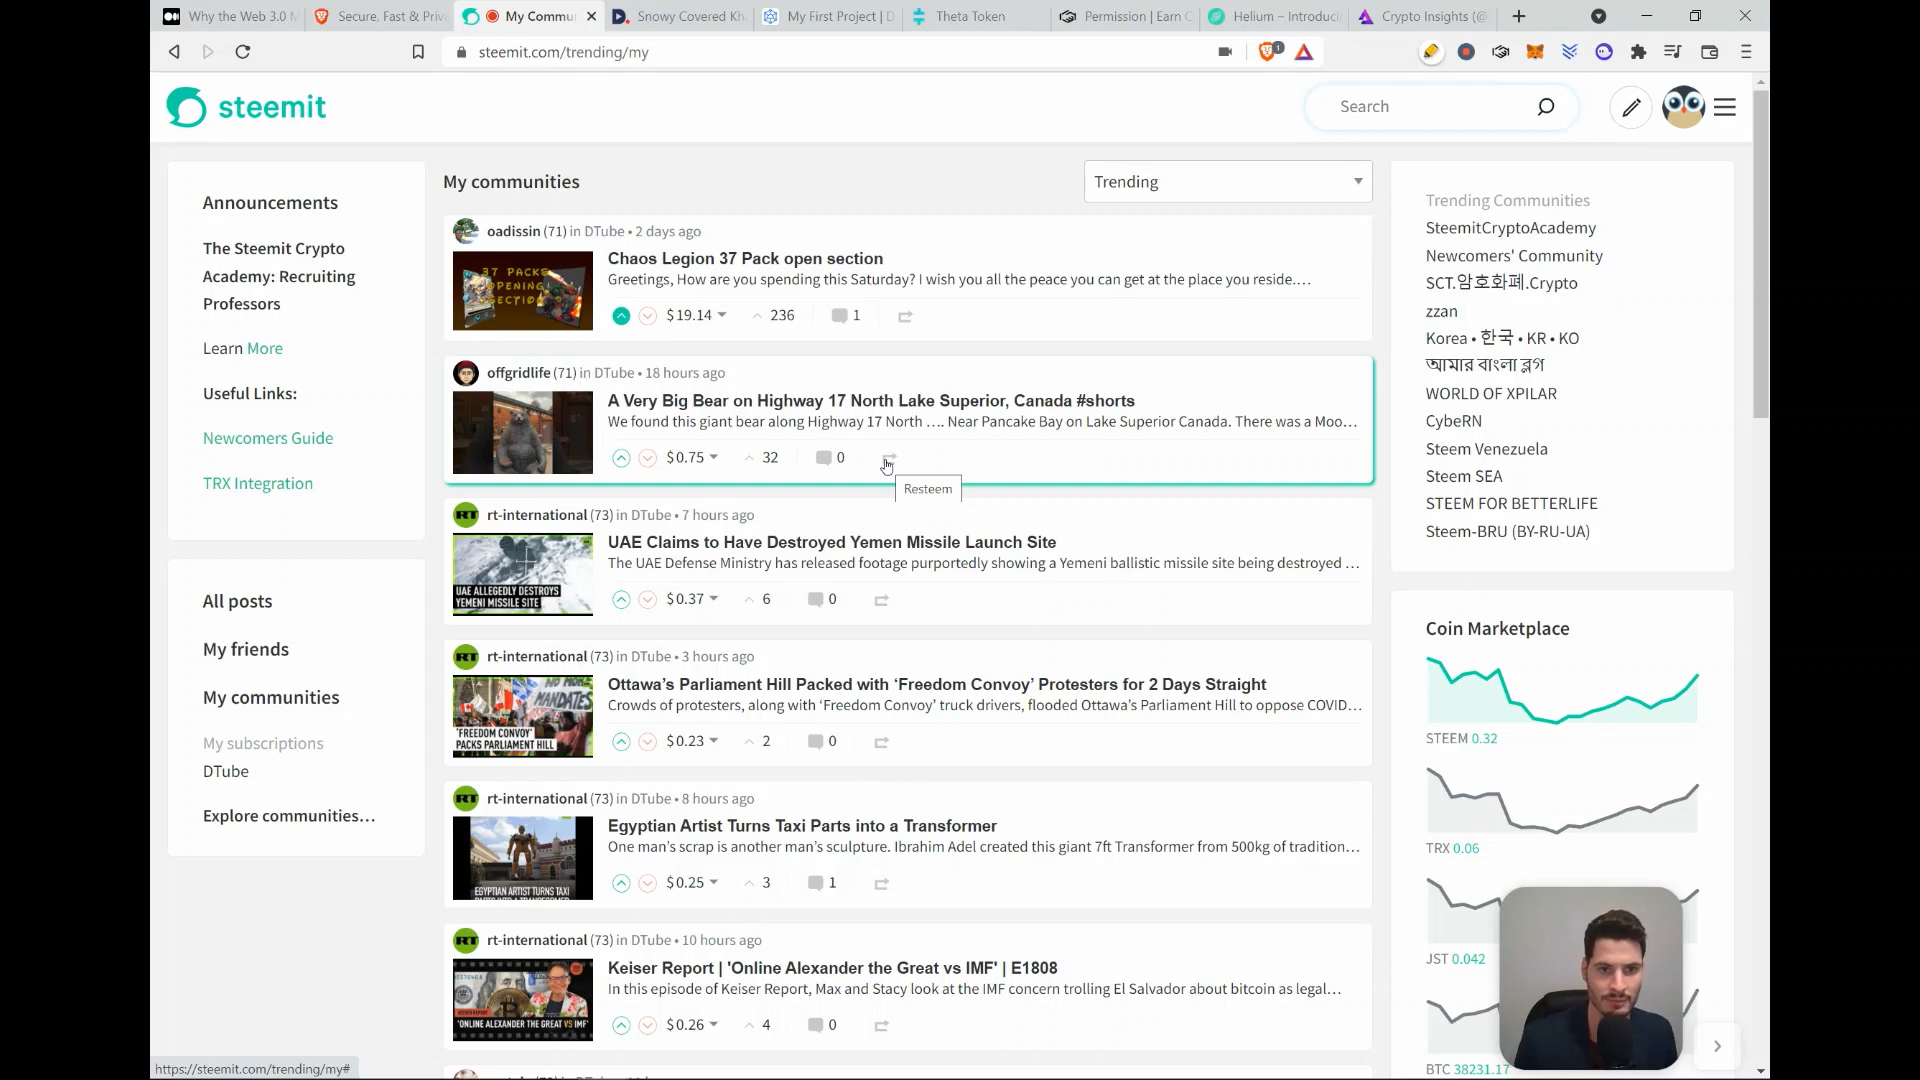 Why the Web 3.0 M
Secure, Fast & Priv
My Commu
Snowy Covered Kh
My First Project | D
Theta Token
Permission | Earn C
Helium – Introduci
Crypto Insights (@
steemit.com/trending/my
1
steemit
Search
Announcements
The Steemit Crypto
Academy: Recruiting
Professors
Learn More
Useful Links:
Newcomers Guide
TRX Integration
All posts
My friends
My communities
My subscriptions
DTube
Explore communities...
My communities
Trending
oadissin (71) in DTube • 2 days ago
37 PACKS
OPENING
SECTION
Chaos Legion 37 Pack open section
Greetings, How are you spending this Saturday? I wish you all the peace you can get at the place you reside....
$19.14 236 1
offgridlife (71) in DTube • 18 hours ago
A Very Big Bear on Highway 17 North Lake Superior, Canada #shorts
We found this giant bear along Highway 17 North .... Near Pancake Bay on Lake Superior Canada. There was a Moo...
$0.75 32 0
Resteem
RT rt-international (73) in DTube • 7 hours ago
UAE ALLEGEDLY DESTROYS
YEMENI MISSILE SITE
UAE Claims to Have Destroyed Yemen Missile Launch Site
The UAE Defense Ministry has released footage purportedly showing a Yemeni ballistic missile site being destroyed ...
$0.37 6 0
RT rt-international (73) in DTube • 3 hours ago
NO MORE
MANDATES
'FREEDOM CONVOY'
PACKS PARLIAMENT HILL
Ottawa's Parliament Hill Packed with 'Freedom Convoy' Protesters for 2 Days Straight
Crowds of protesters, along with 'Freedom Convoy' truck drivers, flooded Ottawa's Parliament Hill to oppose COVID...
$0.23 2 0
RT rt-international (73) in DTube • 8 hours ago
EGYPTIAN ARTIST TURNS TAXI
PARTS INTO A TRANSFORMER
Egyptian Artist Turns Taxi Parts into a Transformer
One man's scrap is another man's sculpture. Ibrahim Adel created this giant 7ft Transformer from 500kg of tradition...
$0.25 3 1
RT rt-international (73) in DTube • 10 hours ago
'ONLINE ALEXANDER THE GREAT VS IMF'
Keiser Report | 'Online Alexander the Great vs IMF' | E1808
In this episode of Keiser Report, Max and Stacy look at the IMF concern trolling El Salvador about bitcoin as legal...
$0.26 4 0
Trending Communities
SteemitCryptoAcademy
Newcomers' Community
SCT.암호화폐.Crypto
zzan
Korea • 한국 • KR • KO
আমার বাংলা ব্লগ
WORLD OF XPILAR
CybeRN
Steem Venezuela
Steem SEA
STEEM FOR BETTERLIFE
Steem-BRU (BY-RU-UA)
Coin Marketplace
STEEM 0.32
TRX 0.06
JST 0.042
BTC 38231.17
https://steemit.com/trending/my#